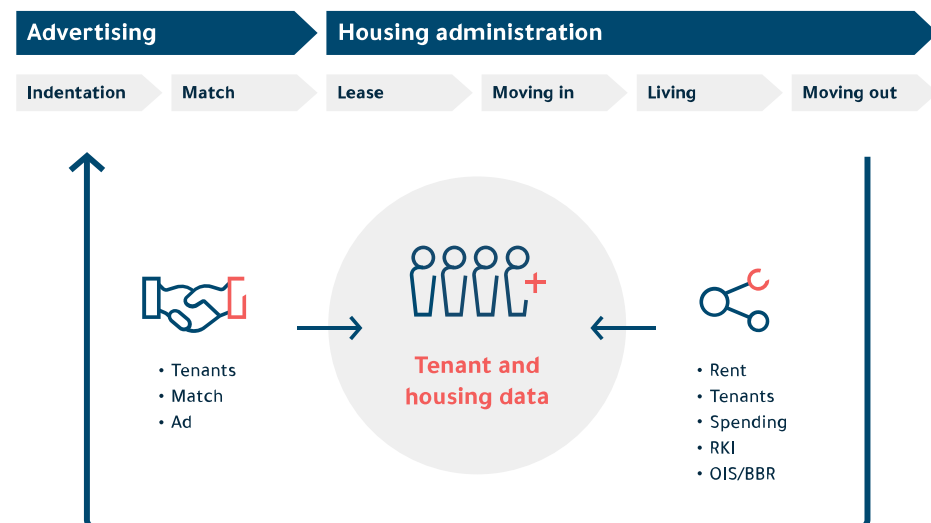 Advertising
Housing administration
Indentation
Match
Lease
Moving in
Living
Moving out
• Tenants
• Match
• Ad
Tenant and
housing data
• Rent
• Tenants
• Spending
• RKI
• OIS/BBR